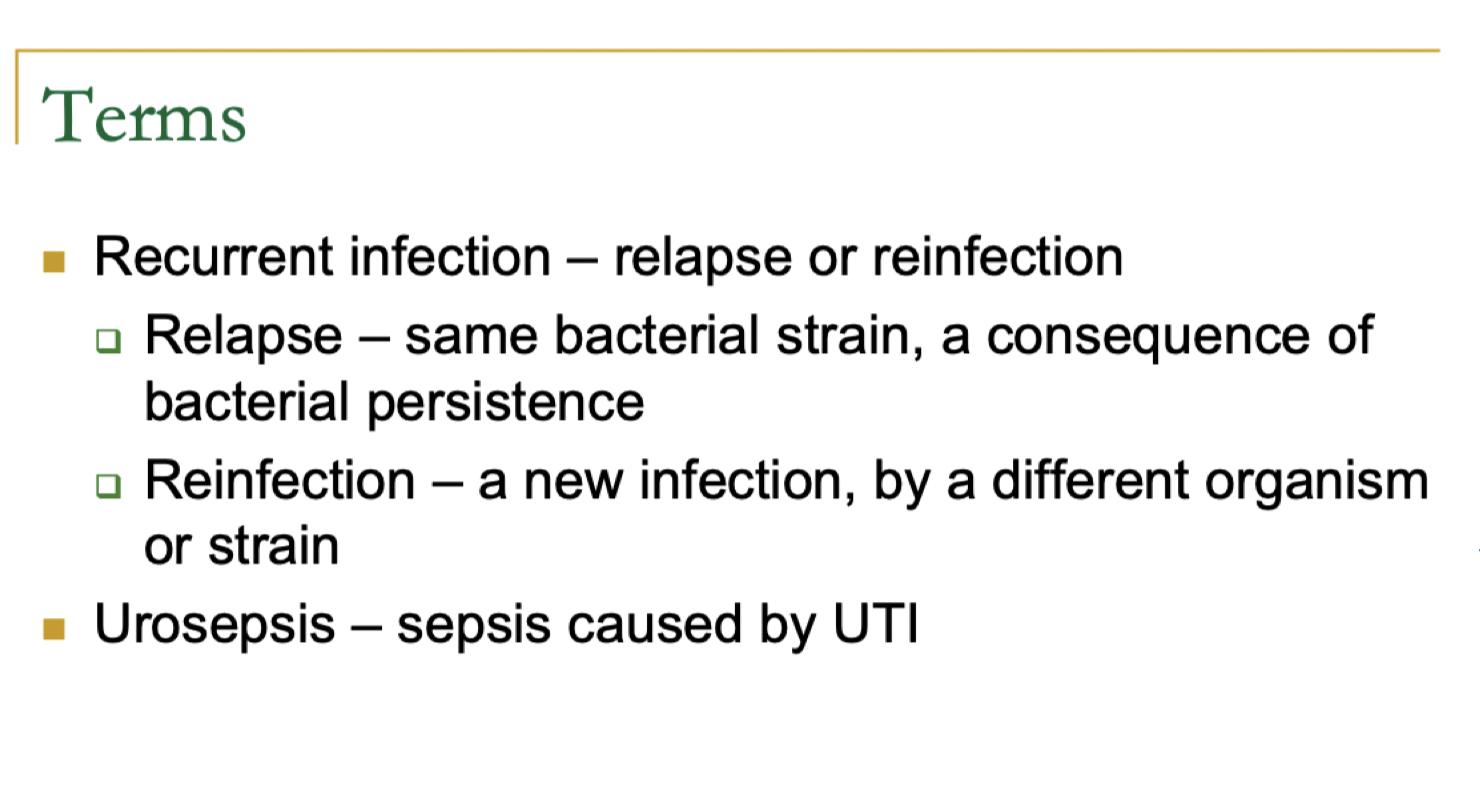 Terms
Recurrent infection – relapse or reinfection
Relapse – same bacterial strain, a consequence of
bacterial persistence
Reinfection – a new infection, by a different organism
or strain
Urosepsis – sepsis caused by UTI